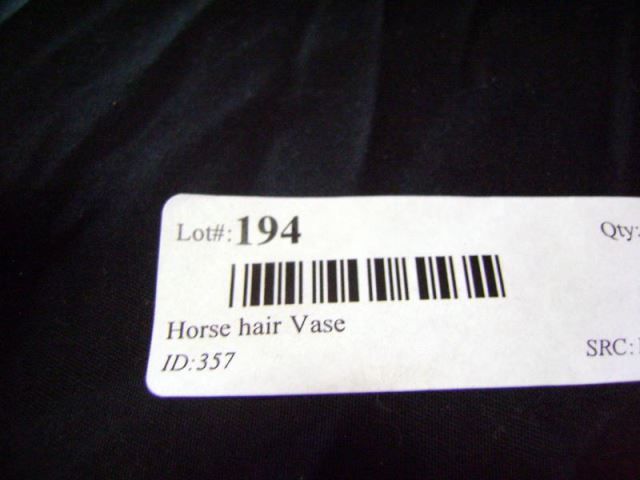 Lot#:194 Qty:
Horse hair Vase
ID:357 SRC: